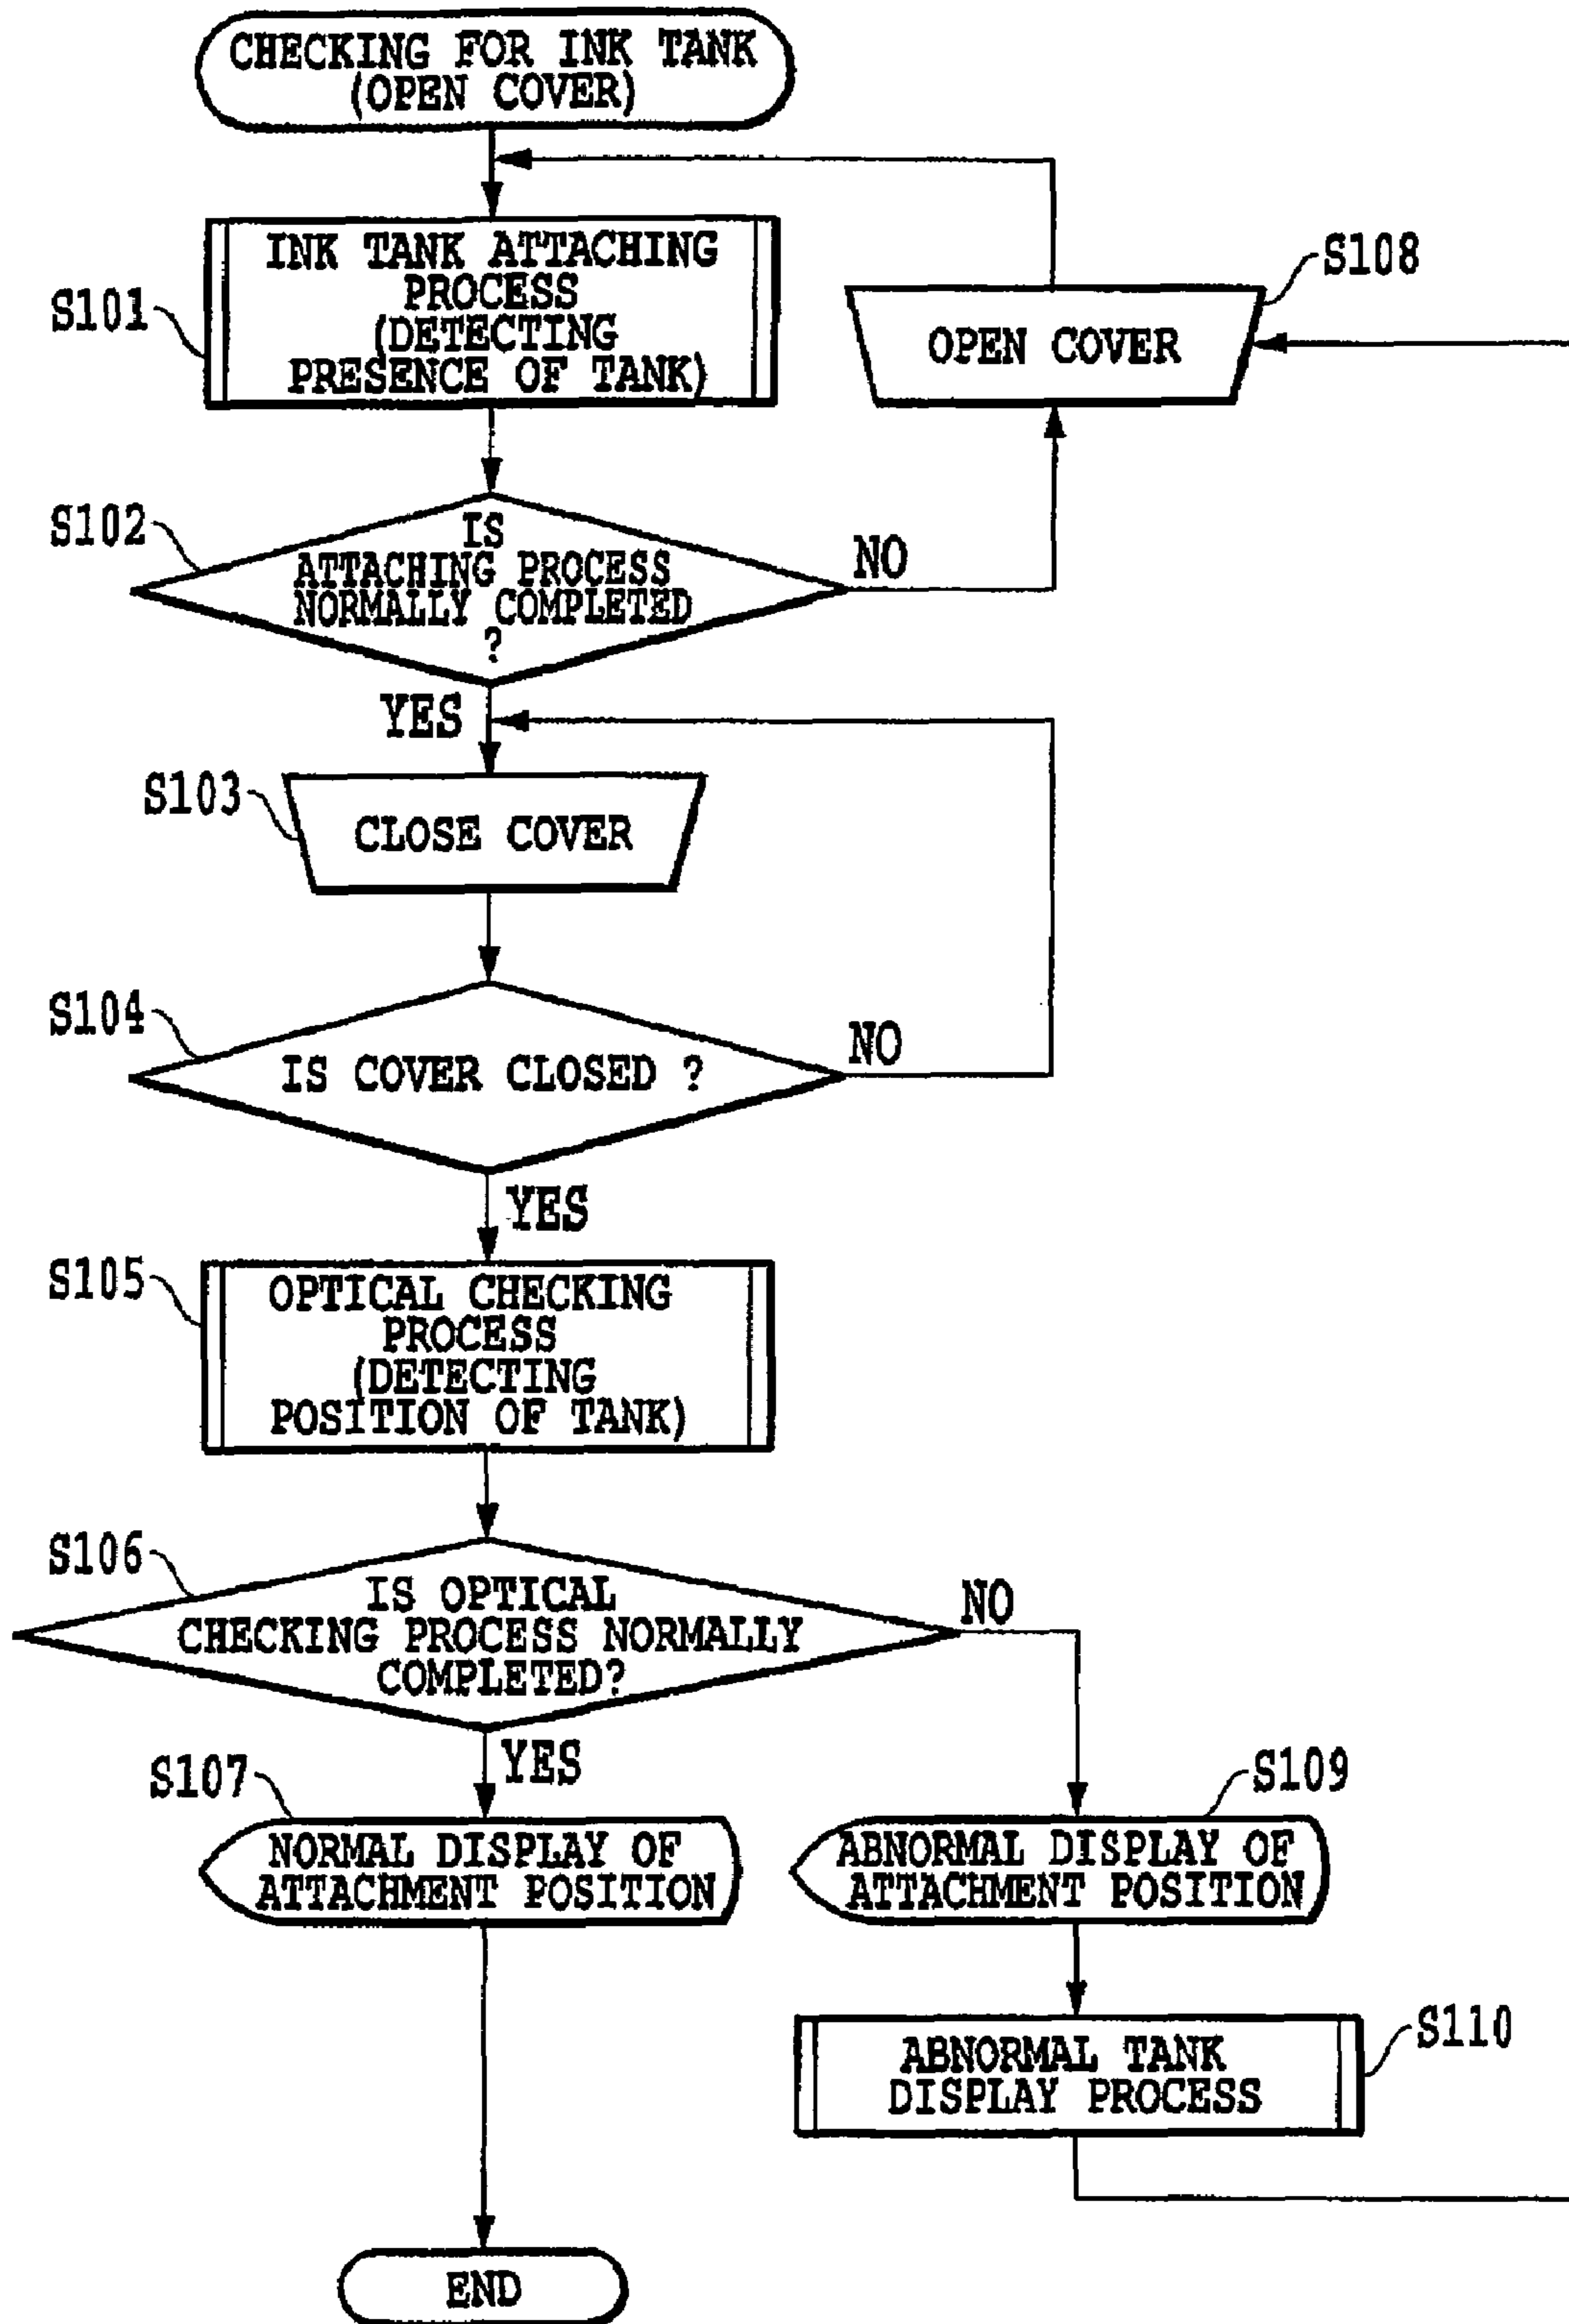 CHECKING FOR INK TANK
(OPEN COVER)
S101
INK TANK ATTACHING
PROCESS
(DETECTING
PRESENCE OF TANK)
S108
OPEN COVER
S102
IS
ATTACHING PROCESS
NORMALLY COMPLETED
?
NO
YES
S103
CLOSE COVER
S104
IS COVER CLOSED ?
NO
YES
S105
OPTICAL CHECKING
PROCESS
(DETECTING
POSITION OF TANK)
S106
IS OPTICAL
CHECKING PROCESS NORMALLY
COMPLETED?
NO
YES
S107
NORMAL DISPLAY OF
ATTACHMENT POSITION
S109
ABNORMAL DISPLAY OF
ATTACHMENT POSITION
S110
ABNORMAL TANK
DISPLAY PROCESS
END